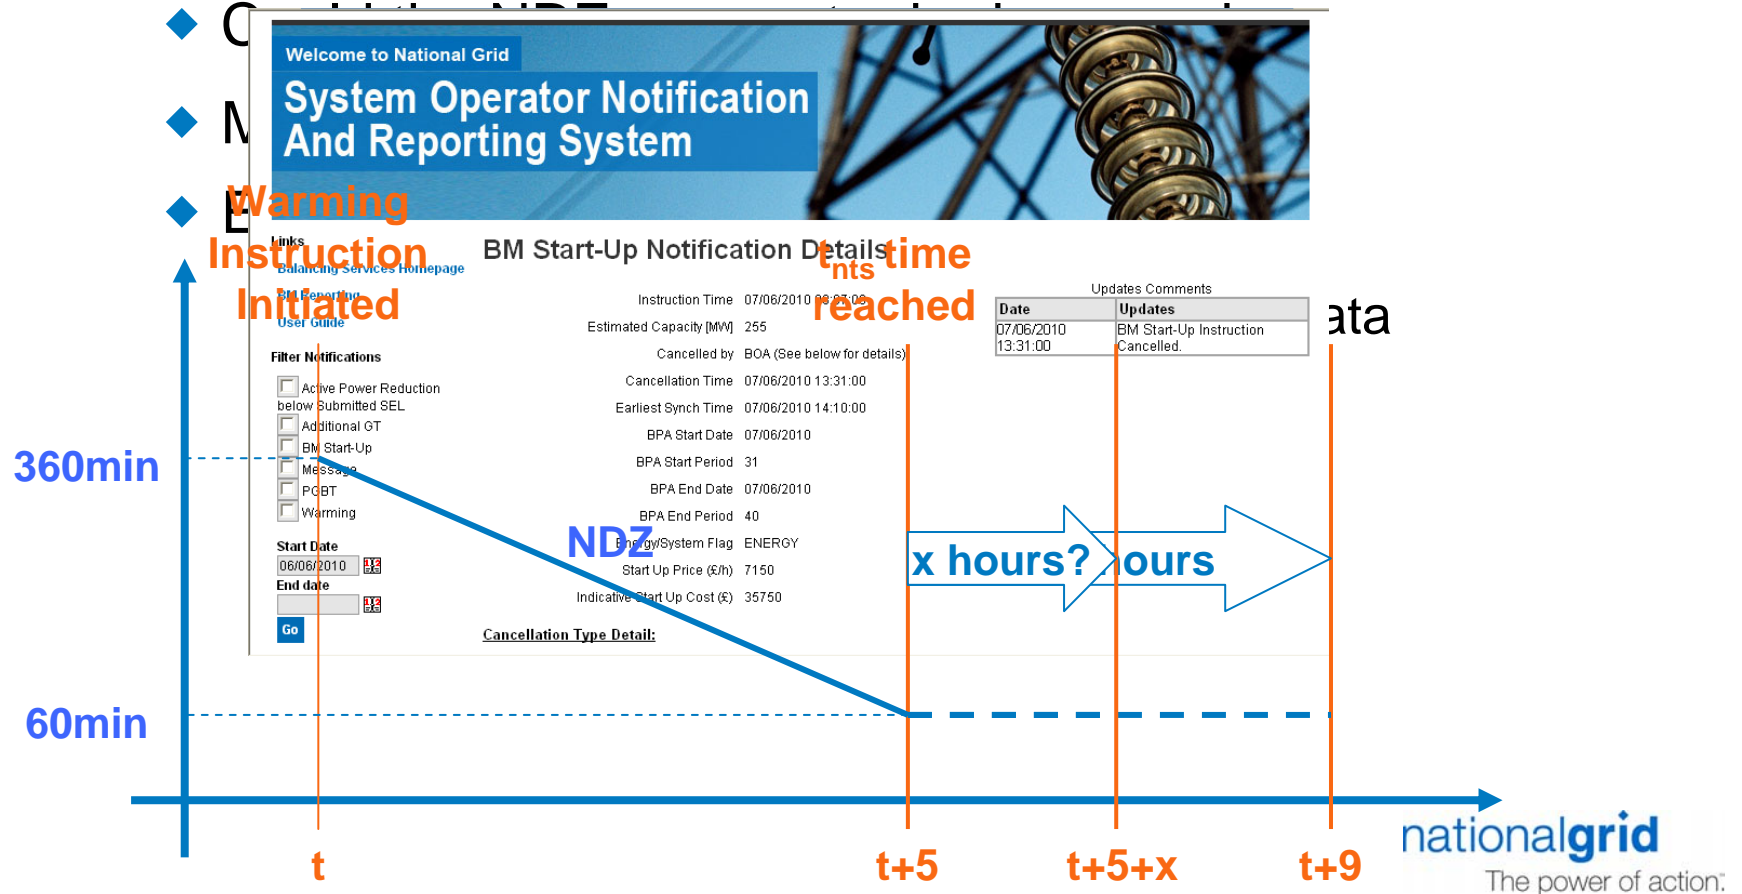 Welcome to National Grid
System Operator Notification
And Reporting System
Warming
Instruction
Initiated
Links
Balancing Services Homepage
BM Reporting
User Guide
Filter Notifications
Active Power Reduction
below Submitted SEL
Additional GT
BM Start-Up
Message
PGBT
Warming
Start Date
06/06/2010
End date
Go
BM Start-Up Notification Details
t nts time
reached
Instruction Time 07/06/2010
Estimated Capacity [MW] 255
Cancelled by BOA (See below for details)
Cancellation Time 07/06/2010 13:31:00
Earliest Synch Time 07/06/2010 14:10:00
BPA Start Date 07/06/2010
BPA Start Period 31
BPA End Date 07/06/2010
BPA End Period 40
Energy/System Flag ENERGY
Start Up Price (£/h) 7150
Indicative Start Up Cost (£) 35750
Cancellation Type Detail:
Updates Comments
Date Updates
07/06/2010 BM Start-Up Instruction
13:31:00 Cancelled.
360min
NDZ
x hours?
60min
t
t+5
t+5+x
t+9
nationalgrid
The power of action.